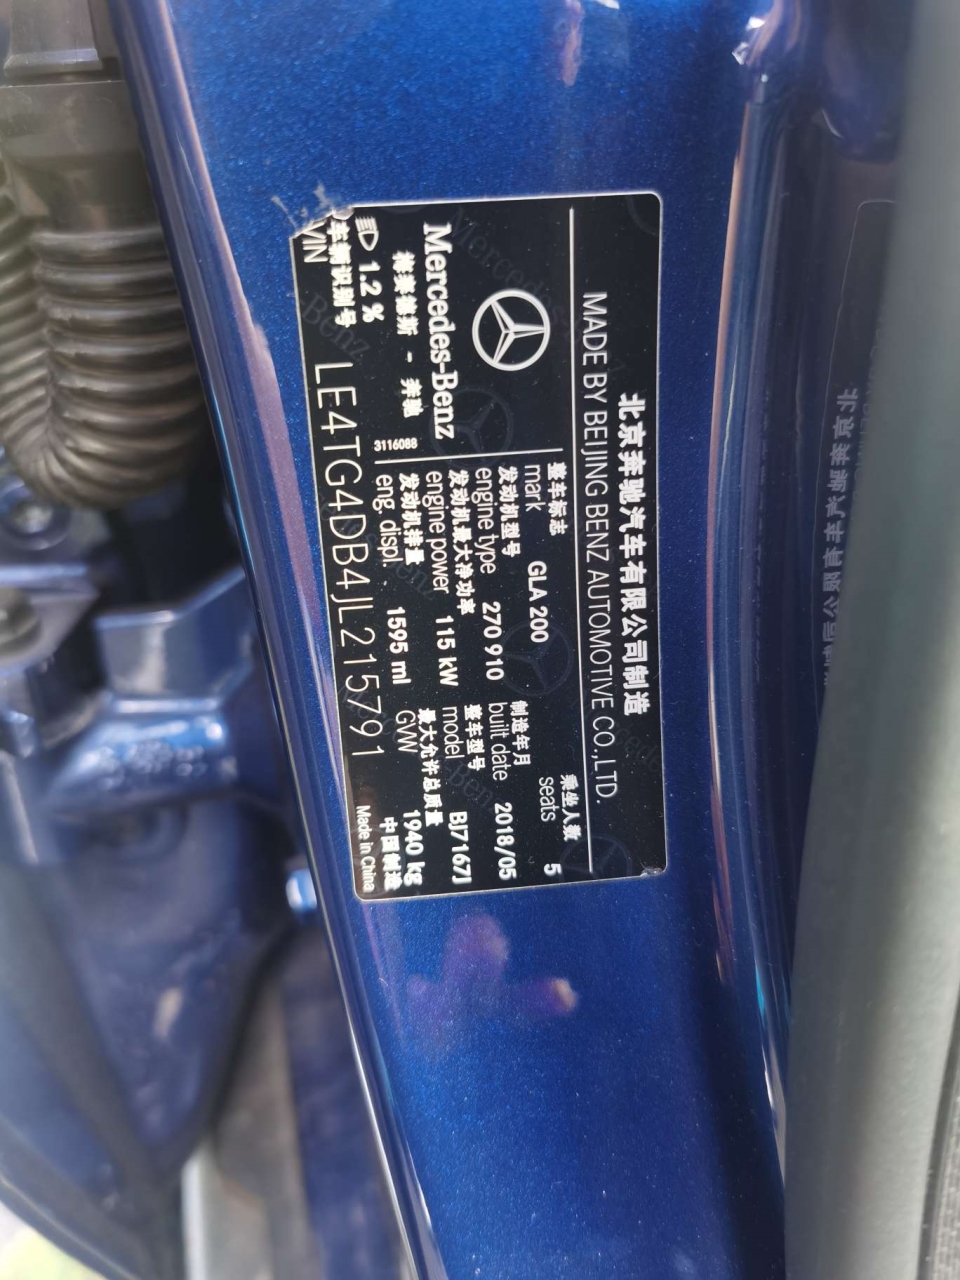 北京奔驰汽车有限公司制造
MADE BY BEIJING BENZ AUTOMOTIVE CO.,LTD.
Mercedes-Benz
梅赛德斯 - 奔驰
1.2 %
3116088
整车标志
mark GLA 200
乘坐人数
seats 5
发动机型号
engine type 270 910
制造年月
built date 2018/05
发动机最大净功率
engine power 115 kW
整车型号
model BJ7167J
发动机排量
eng. displ. 1595 ml
最大允许总质量
GVW 1940 kg
车辆识别号
VIN LE4TG4DB4JL215791
中国制造
Made in China